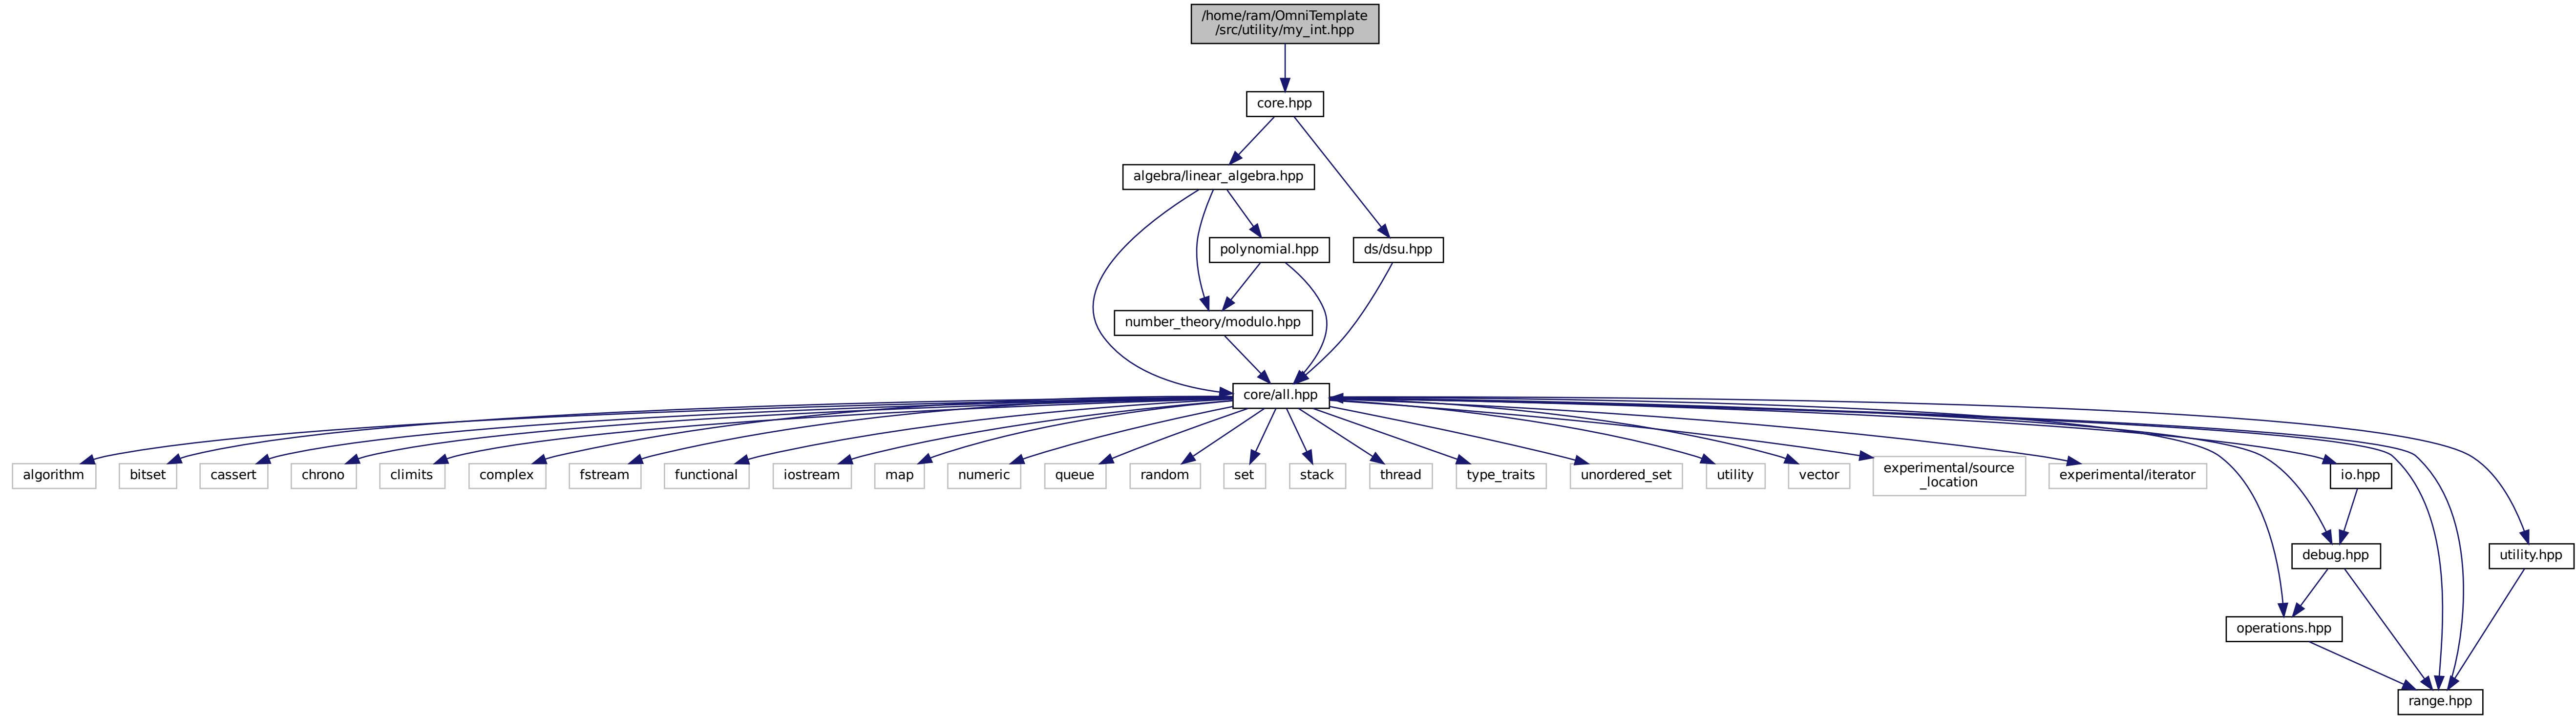 /home/ram/OmniTemplate
/src/utility/my_int.hpp
core.hpp
algebra/linear_algebra.hpp
polynomial.hpp
ds/dsu.hpp
number_theory/modulo.hpp
core/all.hpp
algorithm
bitset
cassert
chrono
climits
complex
fstream
functional
iostream
map
numeric
queue
random
set
stack
thread
type_traits
unordered_set
utility
vector
experimental/source
_location
experimental/iterator
io.hpp
debug.hpp
utility.hpp
operations.hpp
range.hpp